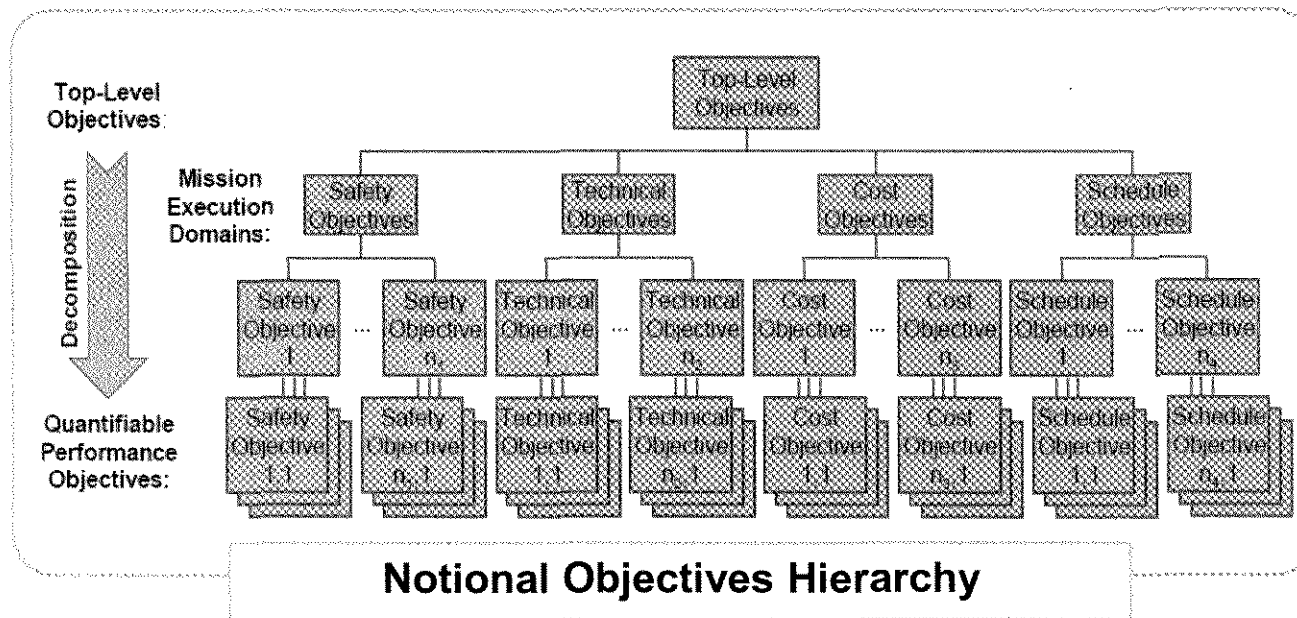 Top-Level
Objectives
Top-Level
Objectives:
Decomposition
Mission
Execution
Domains:
Safety
Objectives
Technical
Objectives
Cost
Objectives
Schedule
Objectives
Safety
Objective
1
...
Safety
Objective
n₁
Technical
Objective
1
...
Technical
Objective
n₂
Cost
Objective
1
...
Cost
Objective
n₃
Schedule
Objective
1
...
Schedule
Objective
n₄
Quantifiable
Performance
Objectives:
Safety
Objective
1.1
Safety
Objective
n₁.1
Technical
Objective
1.1
Technical
Objective
n₂.1
Cost
Objective
1.1
Cost
Objective
n₃.1
Schedule
Objective
1.1
Schedule
Objective
n₄.1
Notional Objectives Hierarchy